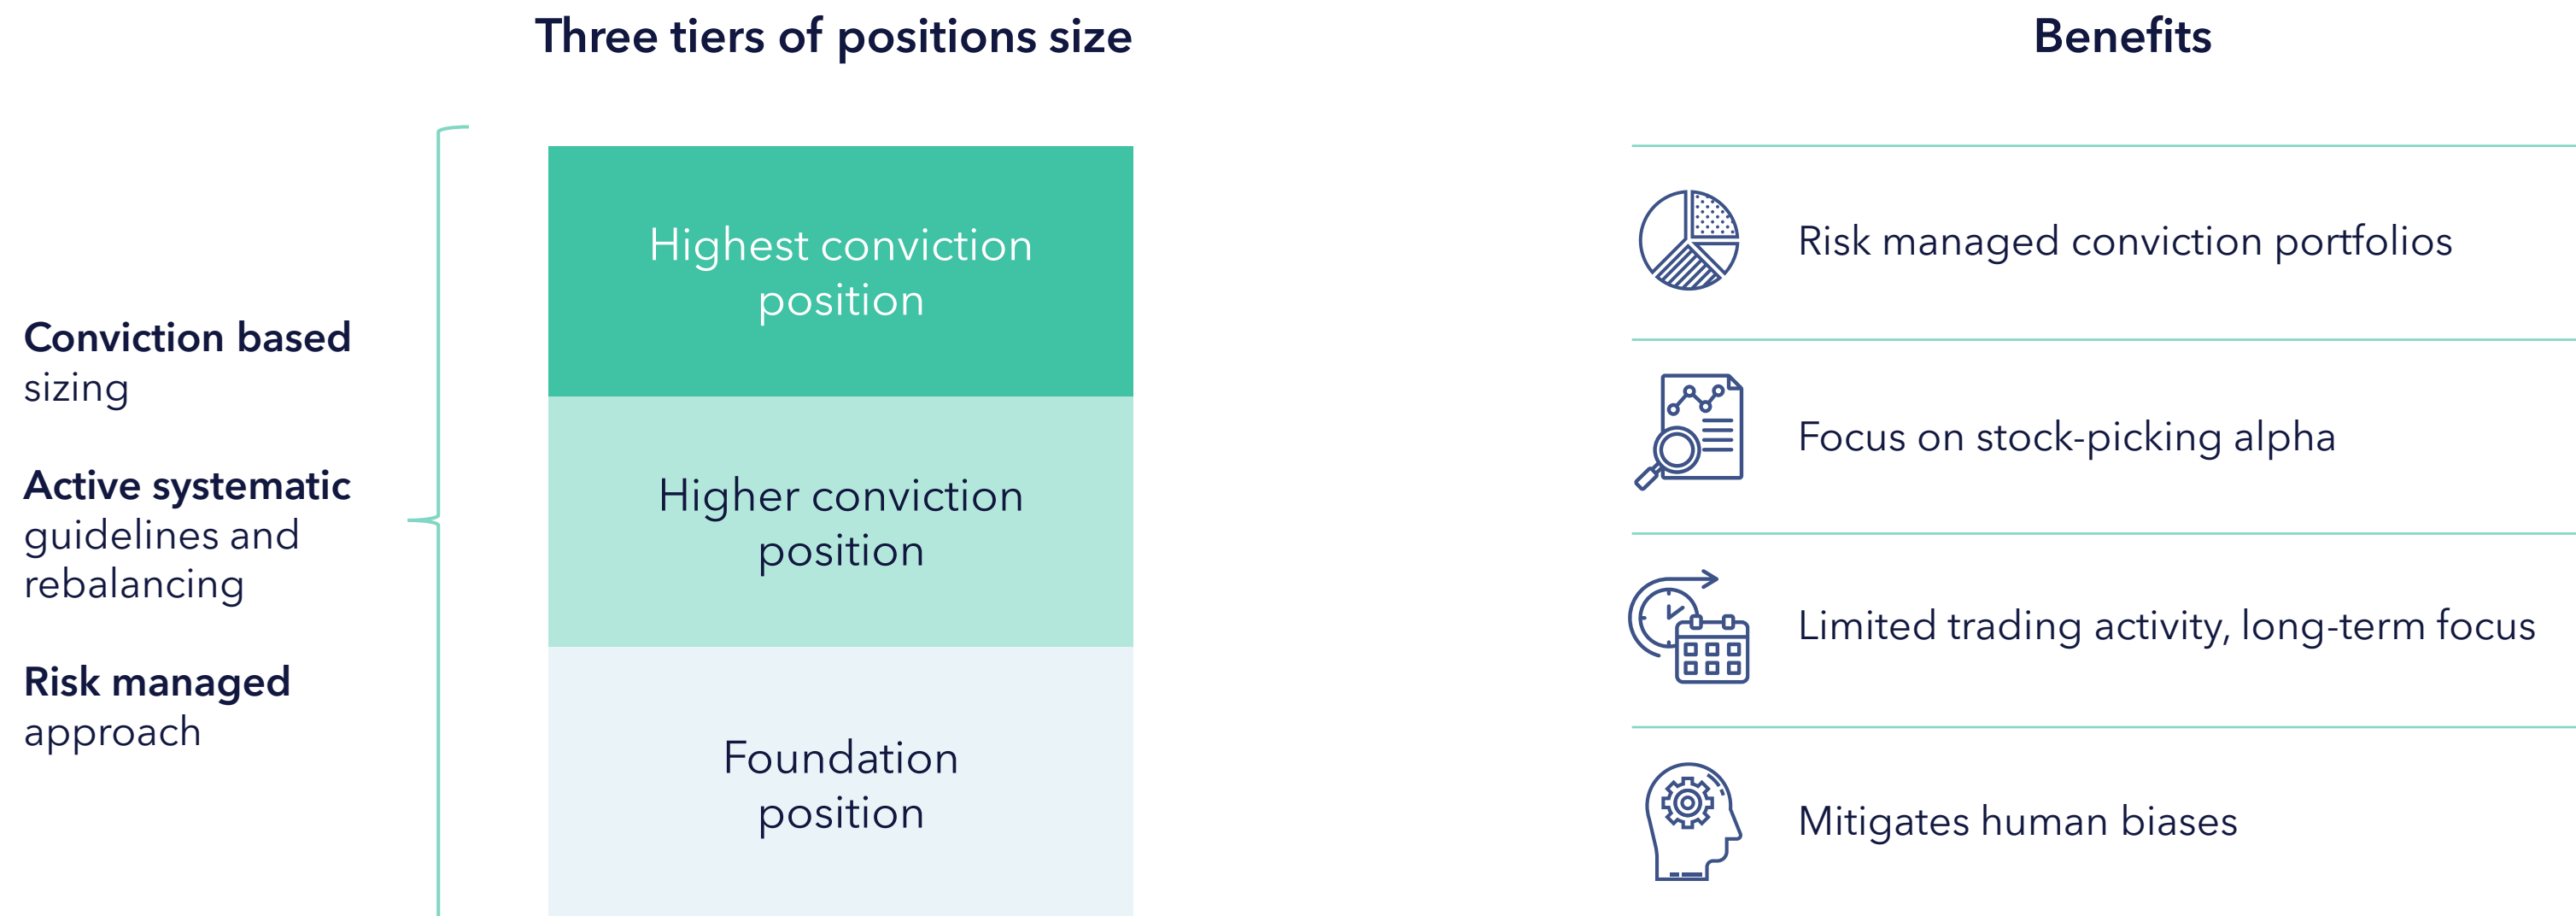 Three tiers of positions size
Conviction based
sizing
Active systematic
guidelines and
rebalancing
Risk managed
approach
Highest conviction
position
Higher conviction
position
Foundation
position
Benefits
Risk managed conviction portfolios
Focus on stock-picking alpha
Limited trading activity, long-term focus
Mitigates human biases